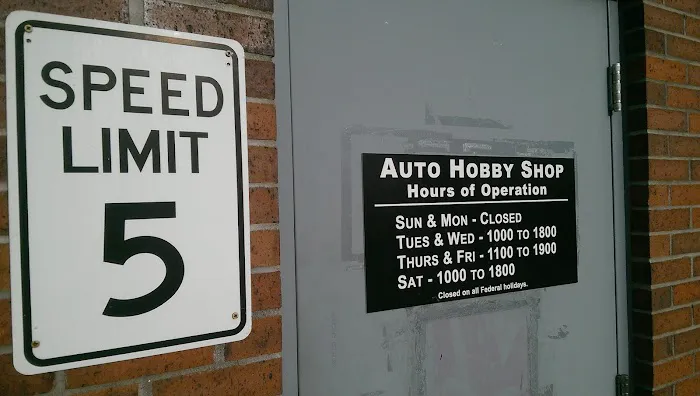 SPEED
LIMIT
5
AUTO HOBBY SHOP
Hours of Operation
SUN & MON - CLOSED
TUES & WED - 1000 TO 1800
THURS & FRI - 1100 TO 1900
SAT - 1000 TO 1800
Closed on all Federal holidays.